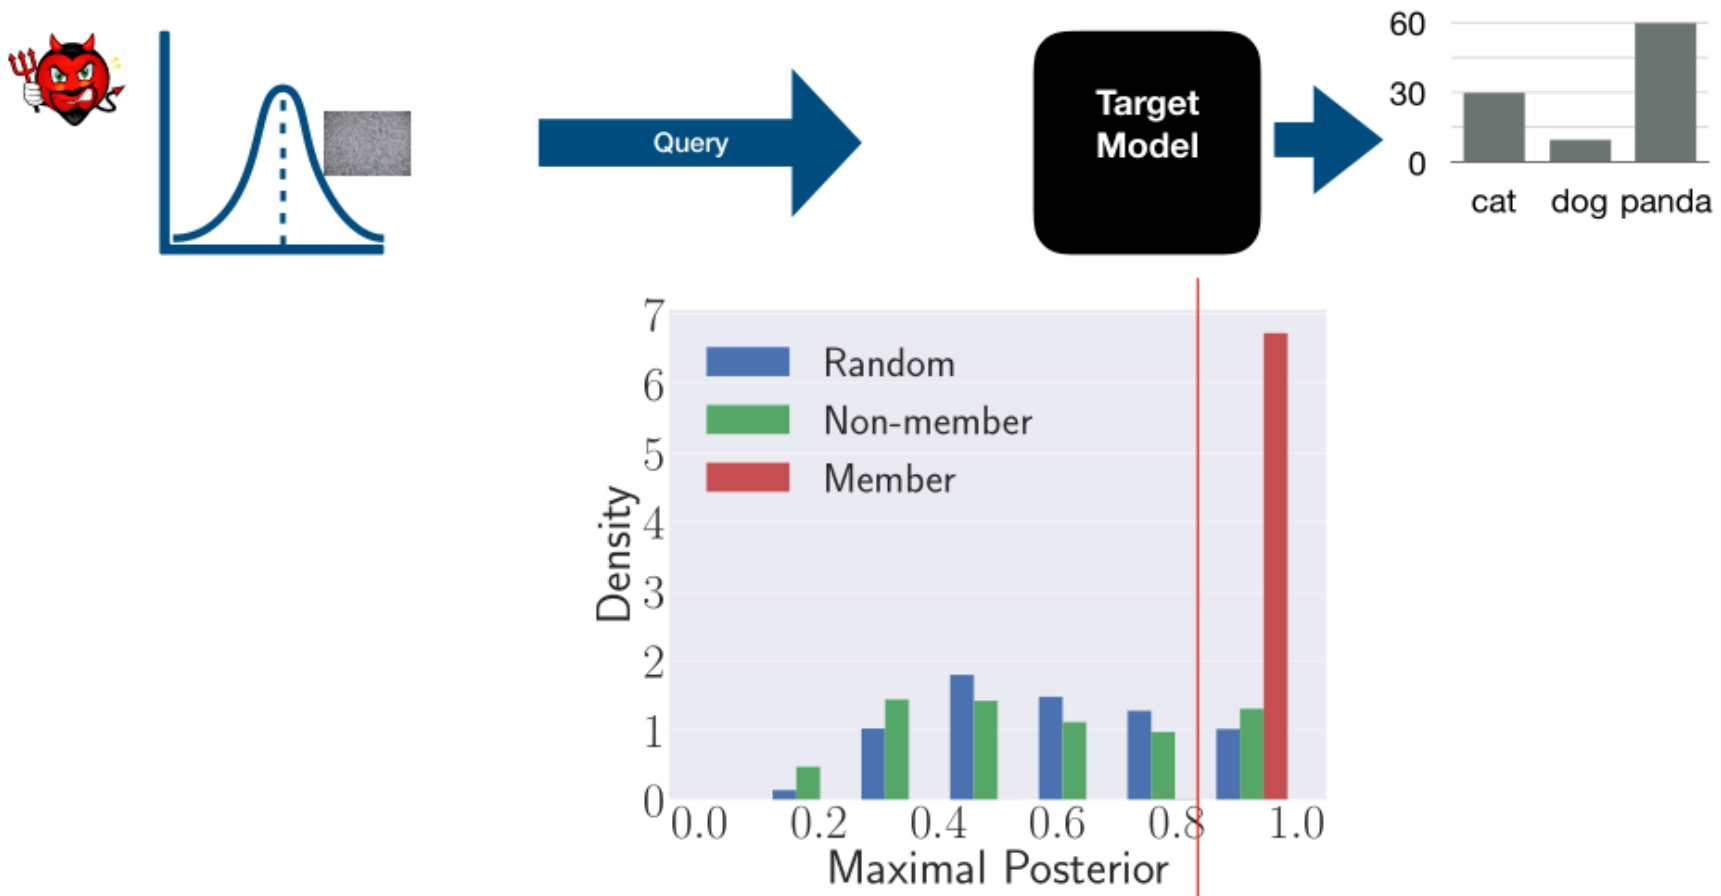 Query
Target
Model
60
30
0
cat dog panda
7
6
5
4
3
2
1
0
Density
Random
Non-member
Member
0.0 0.2 0.4 0.6 0.8 1.0
Maximal Posterior